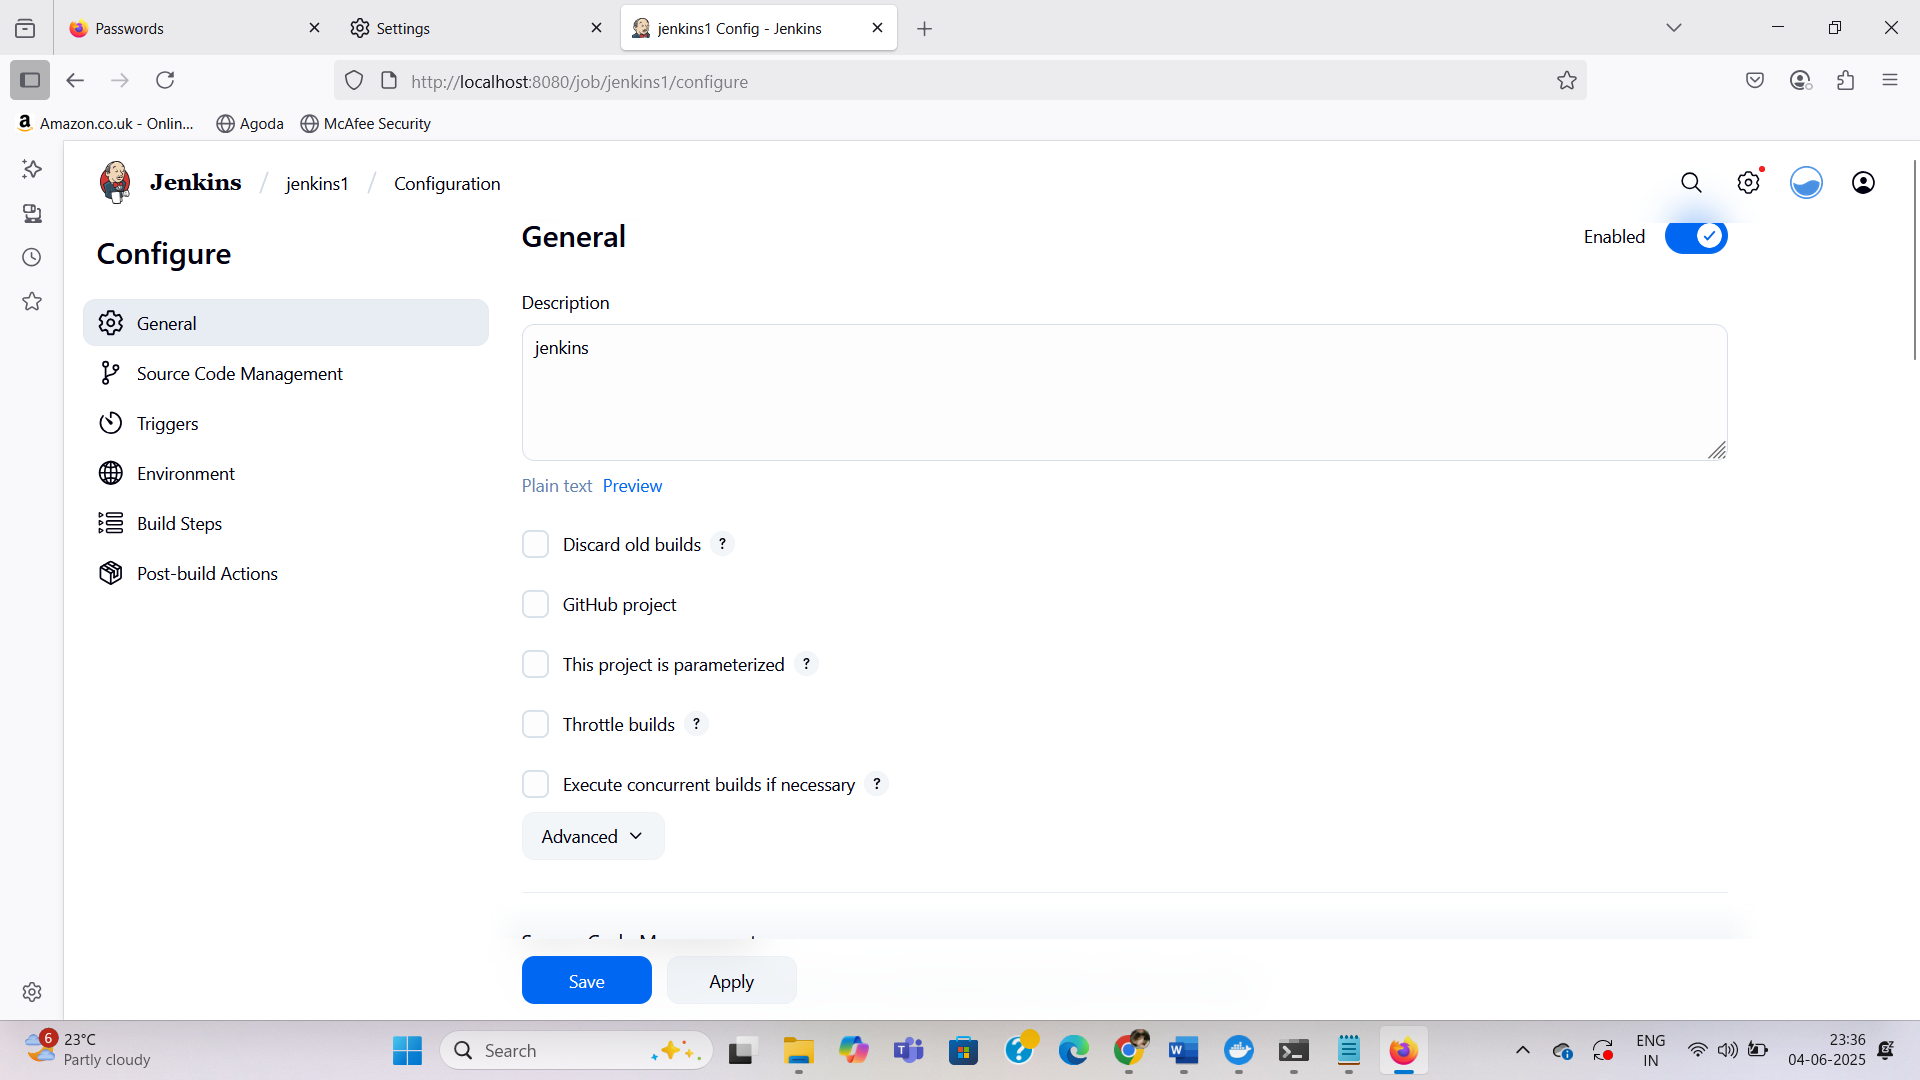 Passwords
Settings
jenkins1 Config - Jenkins
http://localhost:8080/job/jenkins1/configure
Amazon.co.uk - Onlin...
Agoda
McAfee Security
Jenkins / jenkins1 / Configuration
Configure
General
Source Code Management
Triggers
Environment
Build Steps
Post-build Actions
General
Enabled
Description
jenkins
Plain text Preview
Discard old builds ?
GitHub project
This project is parameterized ?
Throttle builds ?
Execute concurrent builds if necessary ?
Advanced
Save
Apply
6
23°C
Partly cloudy
Search
ENG
IN
23:36
04-06-2025